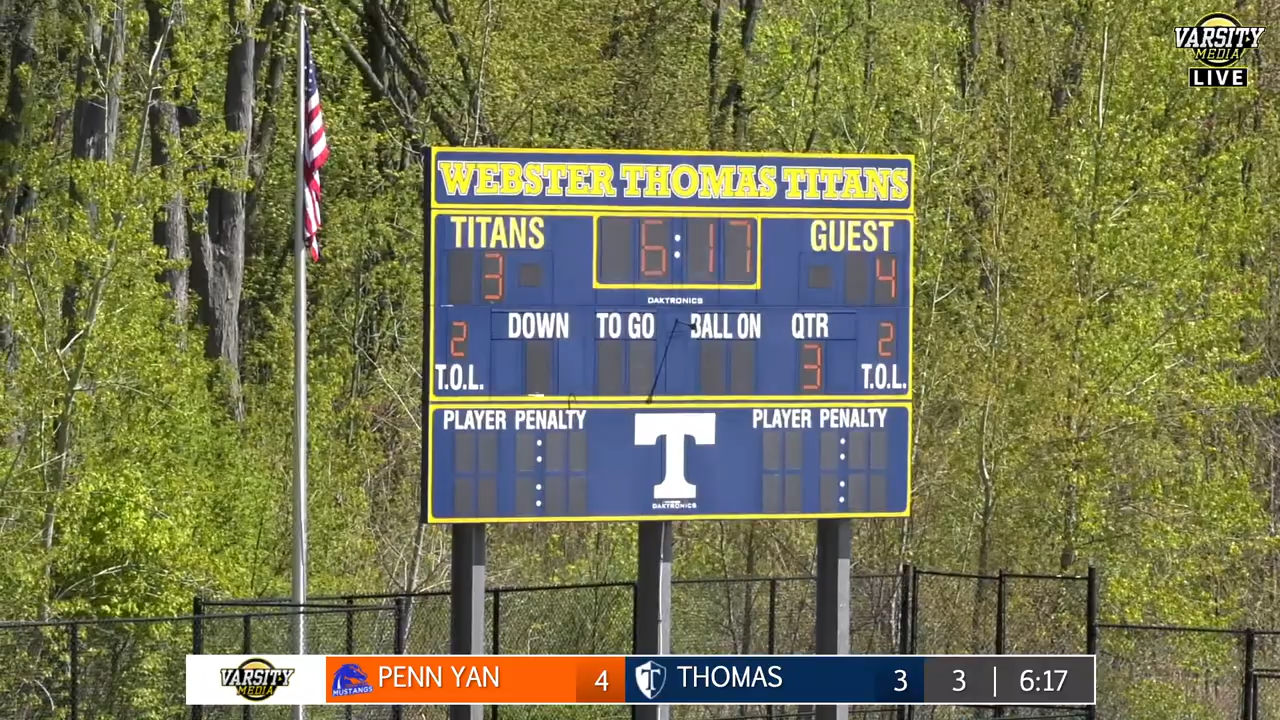 VARSITY
MEDIA
LIVE
WEBSTER THOMAS TITANS
TITANS 6:17 GUEST
3 4
DAKTRONICS
2 DOWN TO GO BALL ON QTR 2
T.O.L. 3 T.O.L.
PLAYER PENALTY PLAYER PENALTY
T
DAKTRONICS
VARSITY MEDIA MUSTANGS PENN YAN 4 T THOMAS 3 3 | 6:17